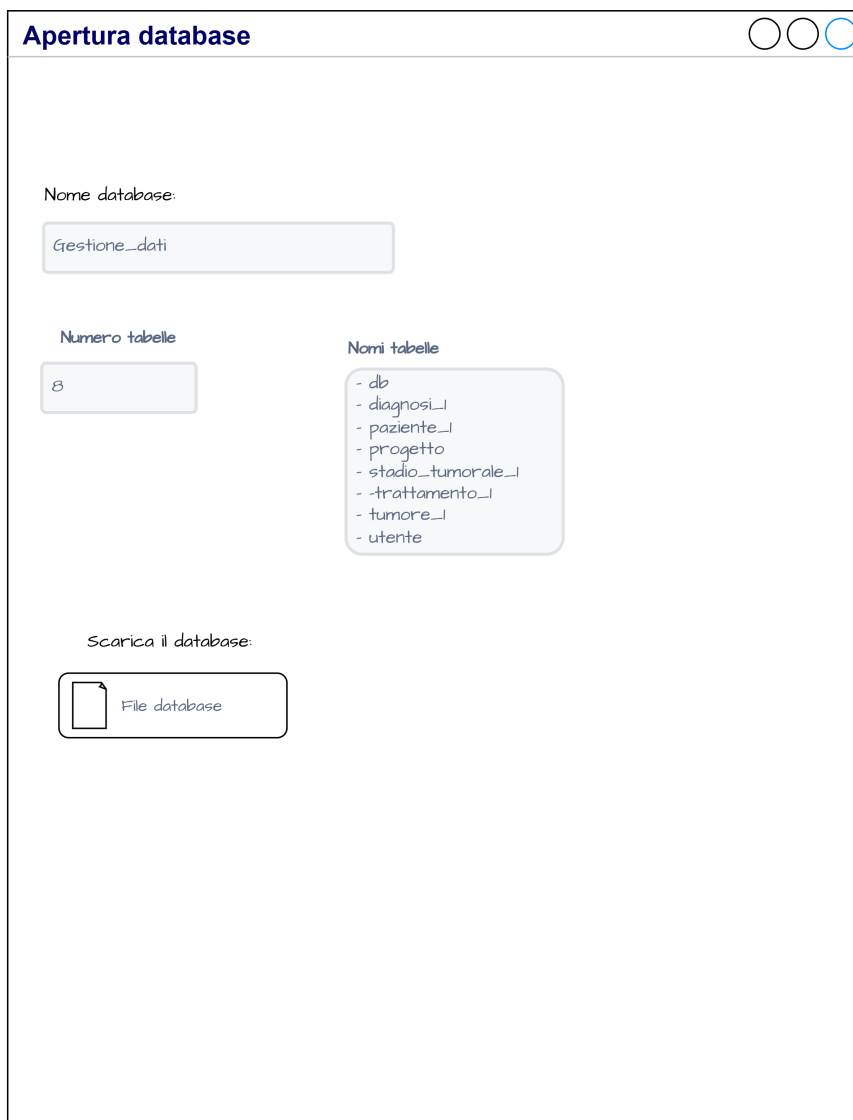 Apertura database
Nome database:
Gestione_dati
Numero tabelle
8
Nomi tabelle
- db
- diagnosi_1
- paziente_1
- progetto
- stadio_tumorale_1
- -trattamento_1
- tumore_1
- utente
Scarica il database:
File database